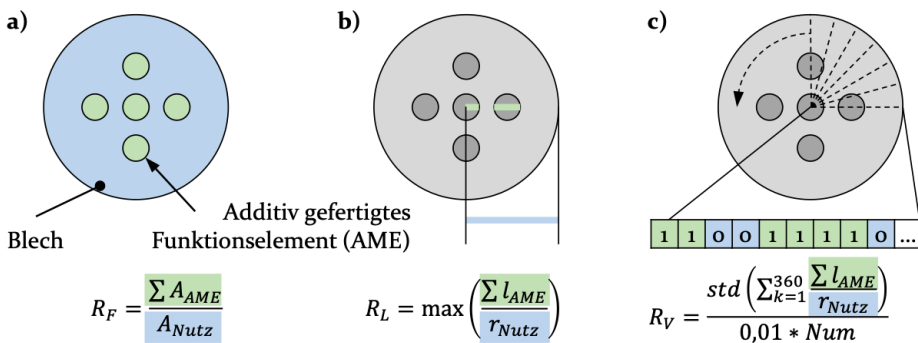 a)
b)
c)
Blech
Additiv gefertigtes
Funktionselement (AME)
1 1 0 0 1 1 1 1 0 ...
R_F = ∑ A_AME / A_Nutz
R_L = max(∑ l_AME / r_Nutz)
R_V = std(∑_{k=1}^{360} ∑ l_AME / r_Nutz) / 0,01 * Num